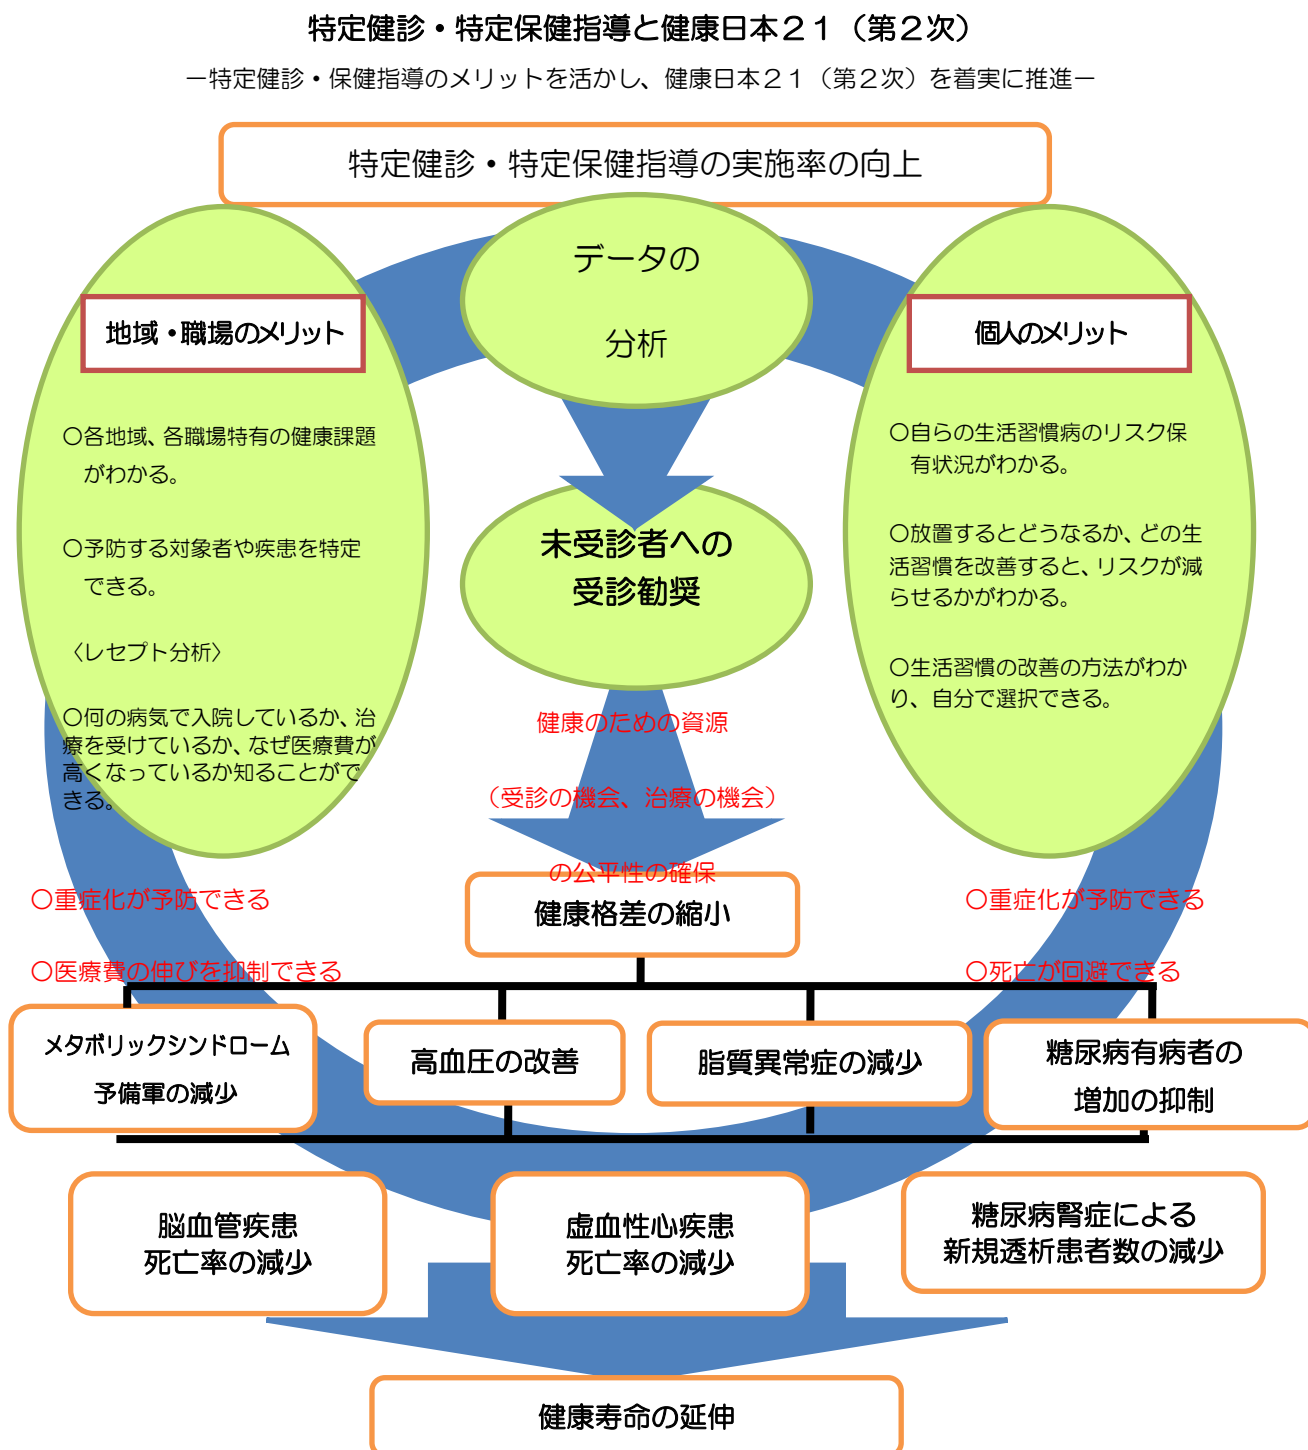 特定健診・特定保健指導と健康日本２１（第２次）
－特定健診・保健指導のメリットを活かし、健康日本２１（第２次）を着実に推進－
特定健診・特定保健指導の実施率の向上
データの
分析
地域・職場のメリット
〇各地域、各職場特有の健康課題
がわかる。
〇予防する対象者や疾患を特定
できる。
〈レセプト分析〉
〇何の病気で入院しているか、治
療を受けているか、なぜ医療費が
高くなっているか知ることがで
きる。
個人のメリット
〇自らの生活習慣病のリスク保
有状況がわかる。
〇放置するとどうなるか、どの生
活習慣を改善すると、リスクが減
らせるかがわかる。
〇生活習慣の改善の方法がわか
り、自分で選択できる。
未受診者への
受診勧奨
健康のための資源
（受診の機会、治療の機会）
の公平性の確保
〇重症化が予防できる
〇医療費の伸びを抑制できる
〇重症化が予防できる
〇死亡が回避できる
健康格差の縮小
メタボリックシンドローム
予備軍の減少
高血圧の改善
脂質異常症の減少
糖尿病有病者の
増加の抑制
脳血管疾患
死亡率の減少
虚血性心疾患
死亡率の減少
糖尿病腎症による
新規透析患者数の減少
健康寿命の延伸